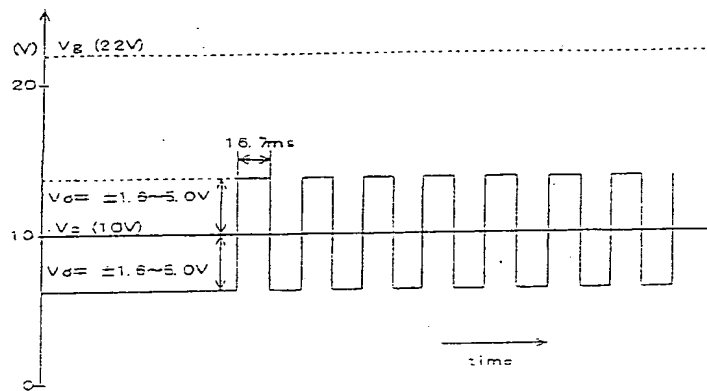 (V)
Vg (22V)
20
16.7ms
Vd= ±1.6~5.0V
Vc (10V)
10
Vd= ±1.6~5.0V
time
0